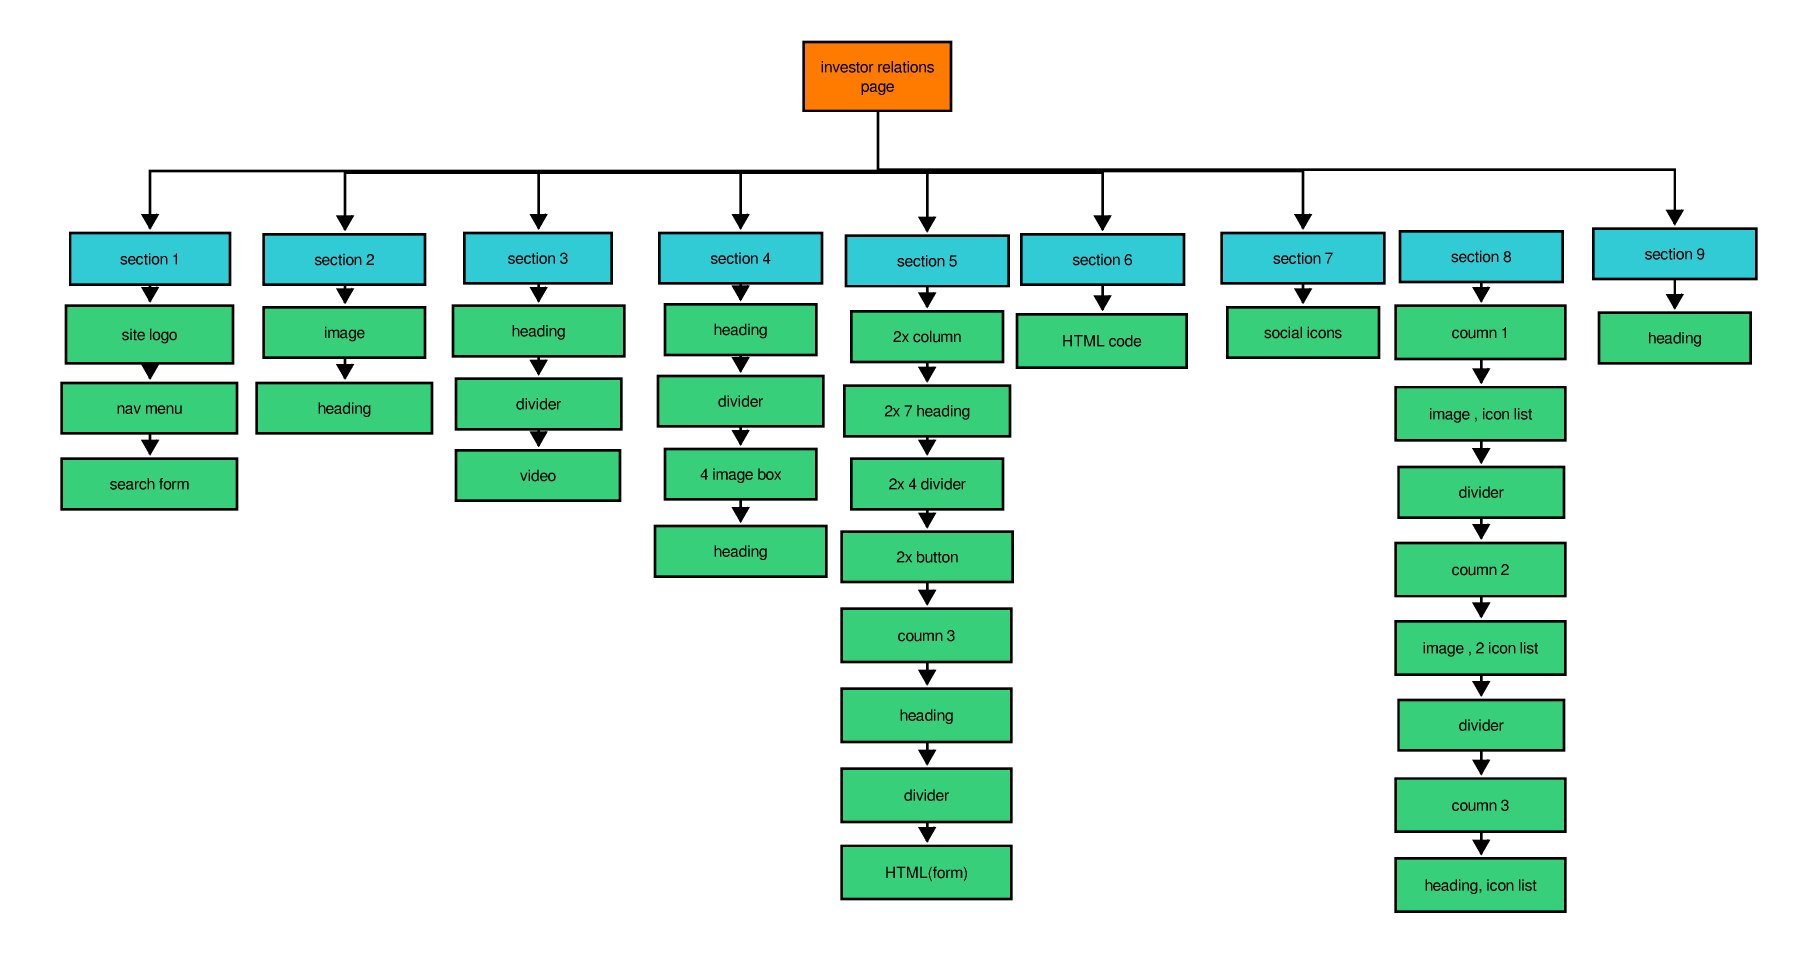 investor relations
page
section 1
site logo
nav menu
search form
section 2
image
heading
section 3
heading
divider
video
section 4
heading
divider
4 image box
heading
section 5
2x column
2x 7 heading
2x 4 divider
2x button
coumn 3
heading
divider
HTML(form)
section 6
HTML code
section 7
social icons
section 8
coumn 1
image , icon list
divider
coumn 2
image , 2 icon list
divider
coumn 3
heading, icon list
section 9
heading